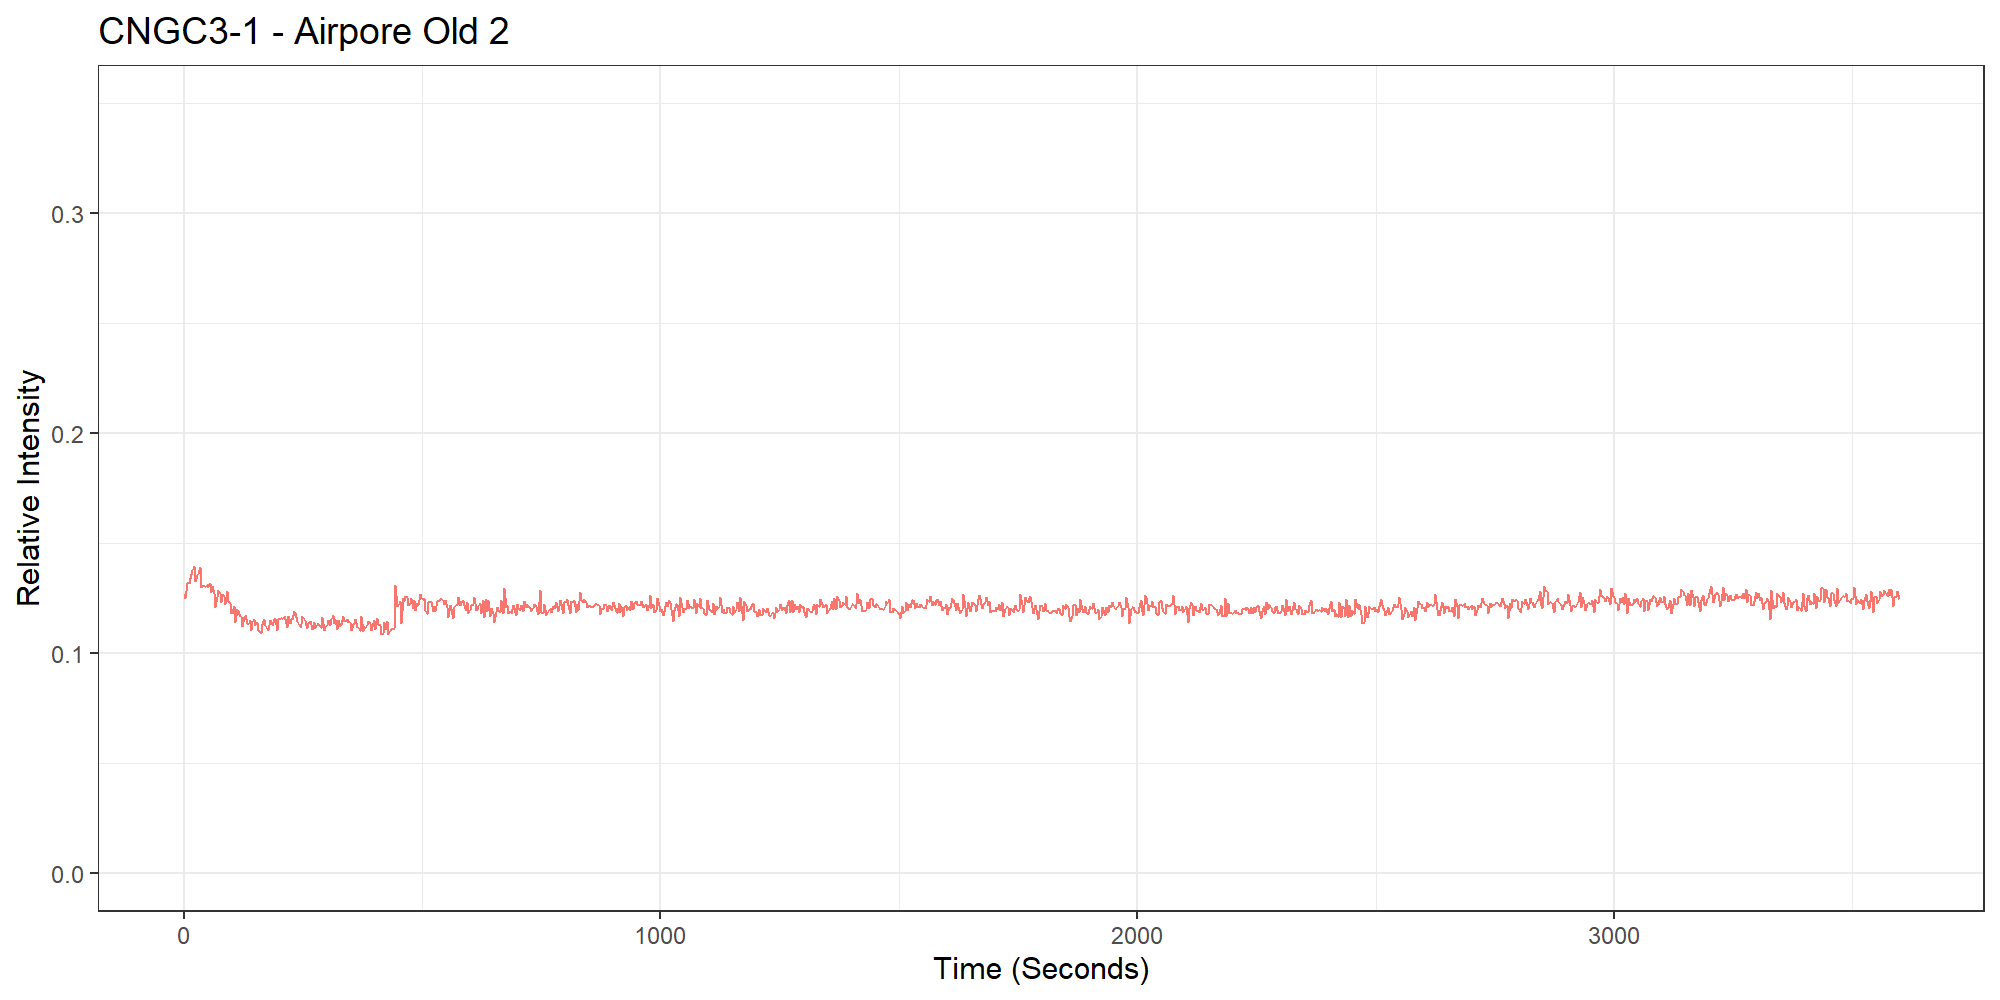 CNGC3-1 - Airpore Old 2
Relative Intensity
0.3
0.2
0.1
0.0
0 1000 2000 3000
Time (Seconds)